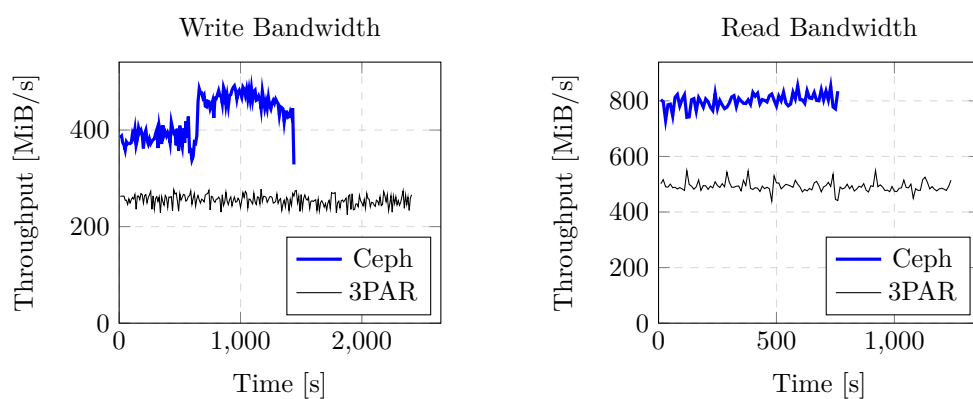 Write Bandwidth
Throughput [MiB/s]
400
200
0
0
1,000
2,000
Time [s]
Ceph
3PAR
Read Bandwidth
Throughput [MiB/s]
800
600
400
200
0
0
500
1,000
Time [s]
Ceph
3PAR